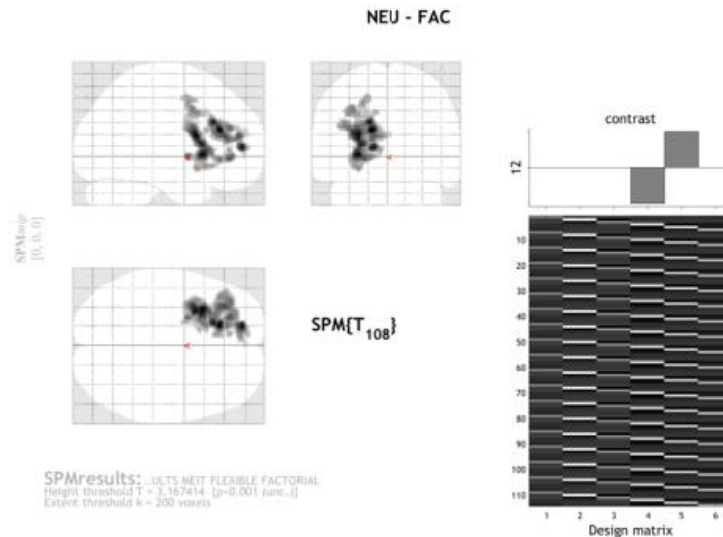 NEU - FAC
contrast
12
SPMmip
[0, 0, 0]
<
<
<
SPM{T108}
10
20
30
40
50
60
70
80
90
100
110
1 2 3 4 5 6
Design matrix
SPMresults: ..ULTS MEIT FLEXIBLE FACTORIAL
Height threshold T = 3.167414 {p<0.001 (unc.)}
Extent threshold k = 200 voxels